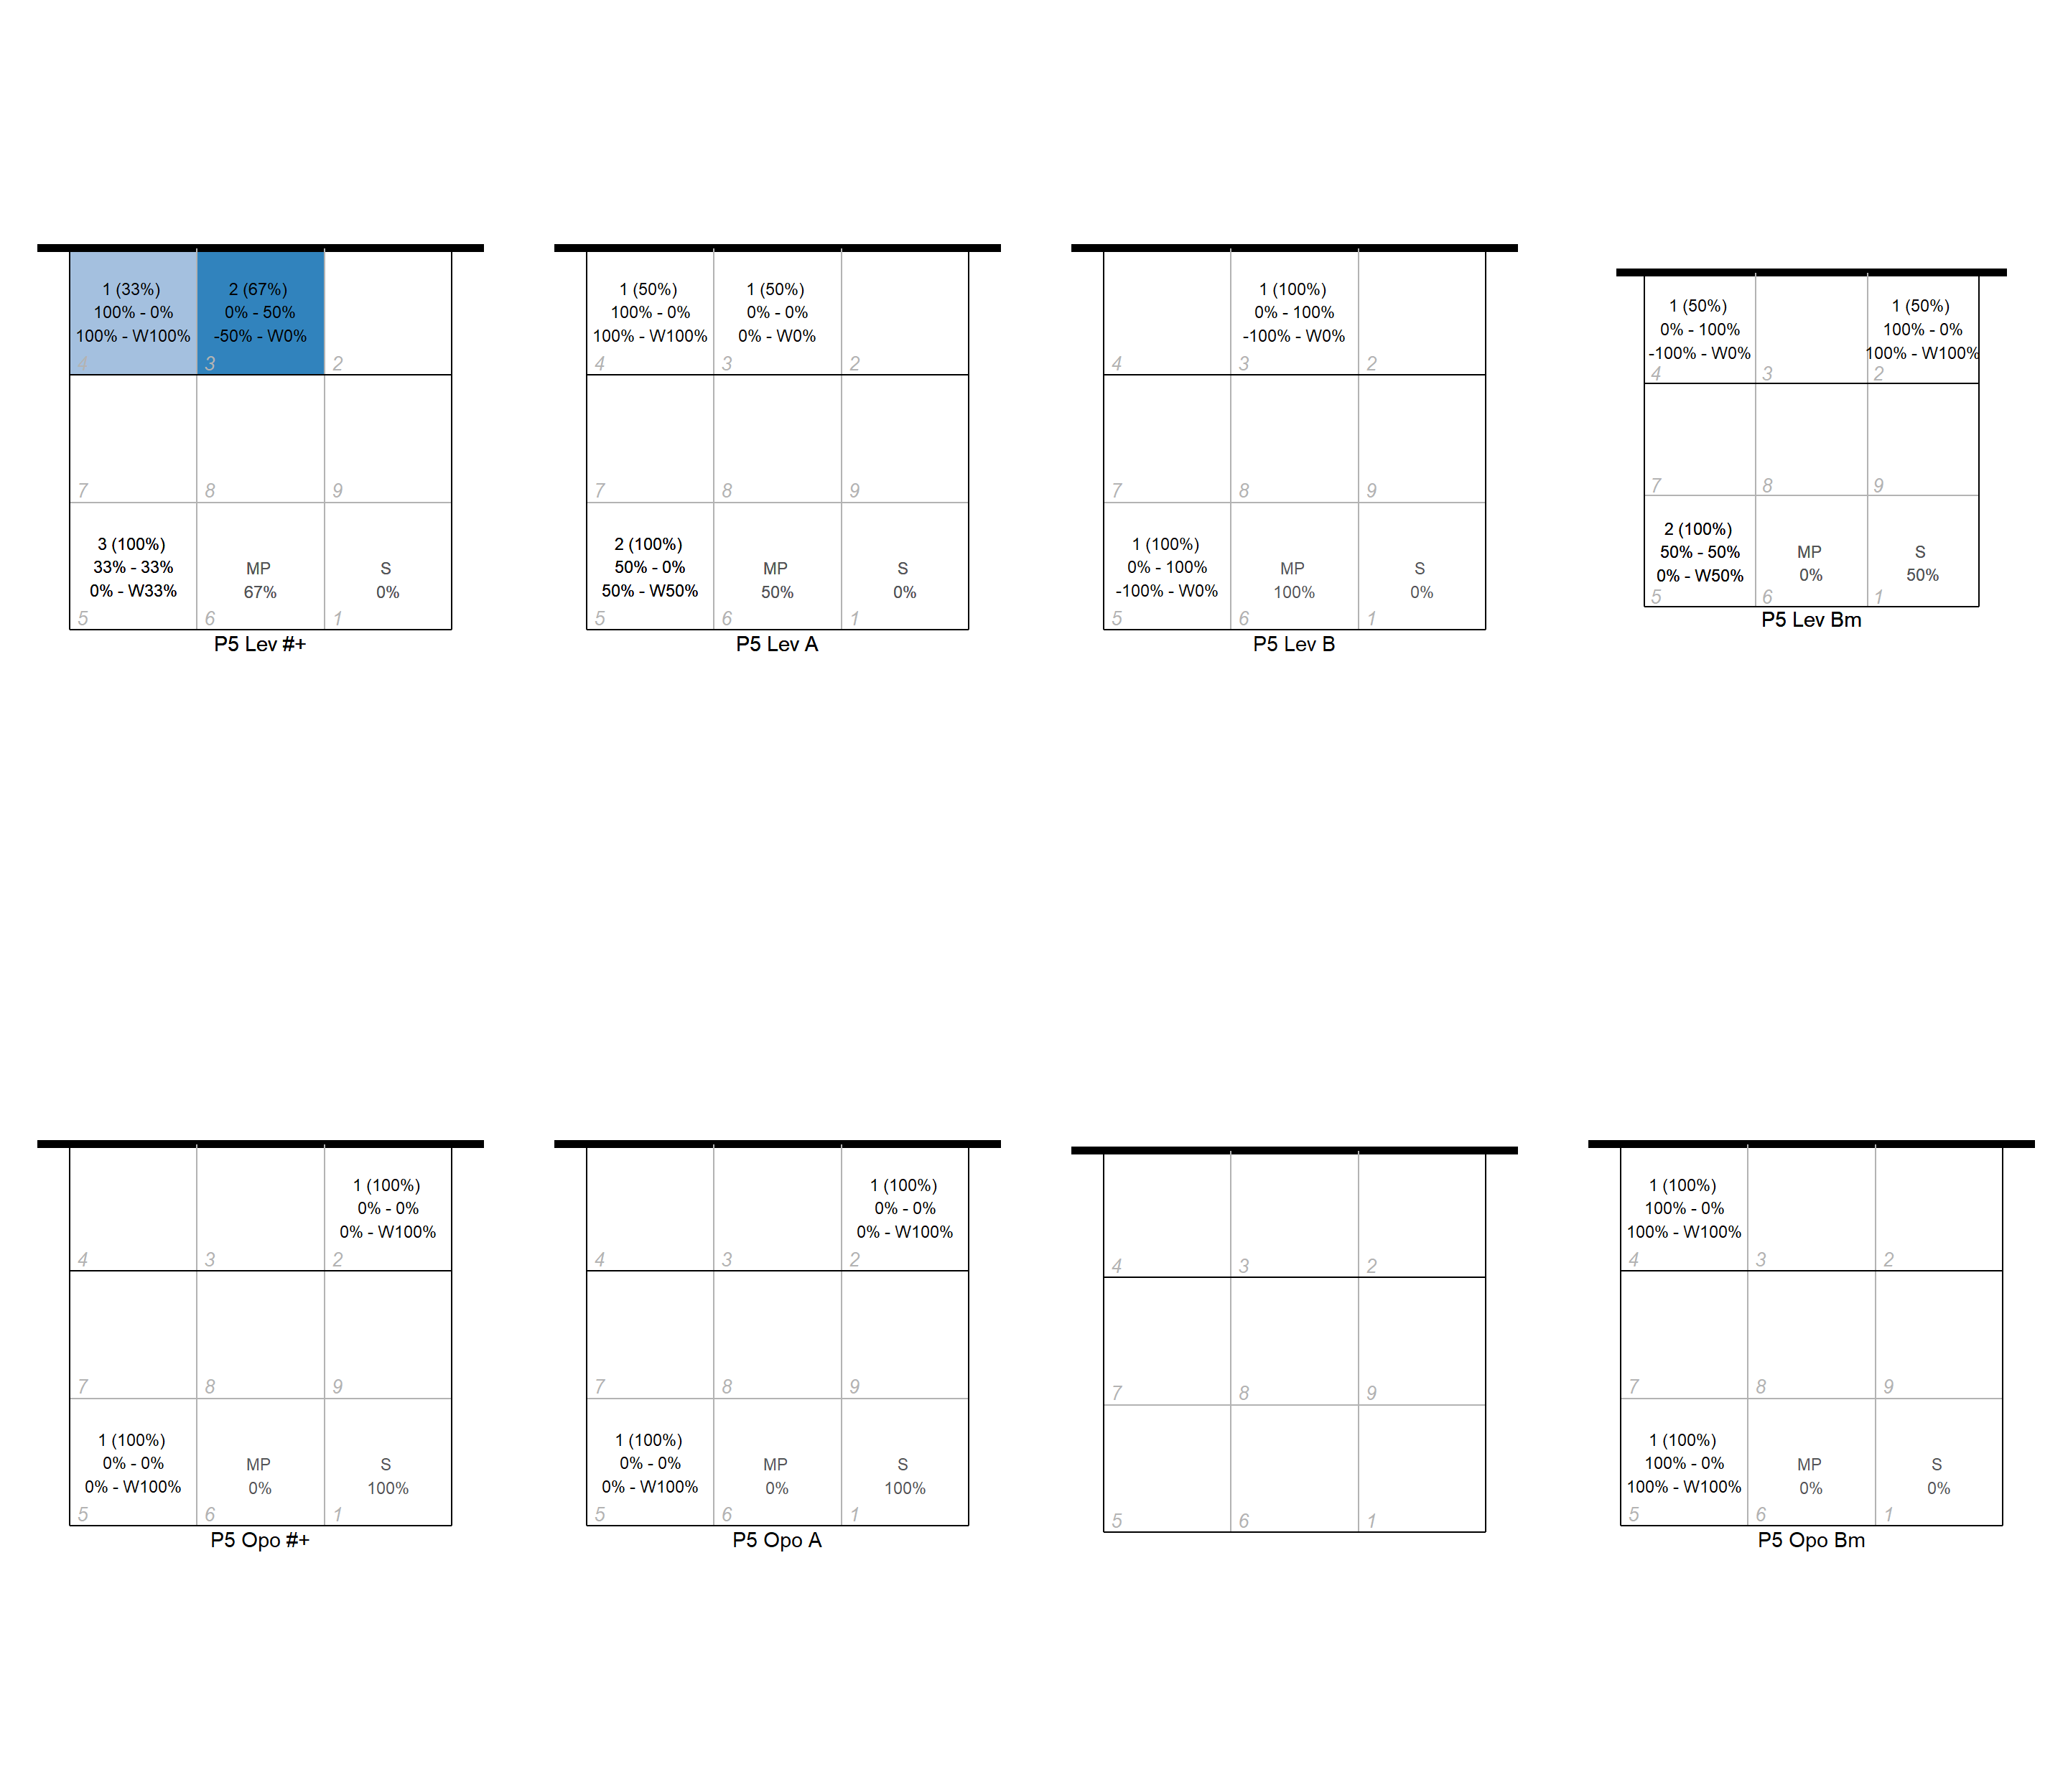 1 (33%)
100% - 0%
100% - W100%
4
2 (67%)
0% - 50%
-50% - W0%
3
2
7
8
9
3 (100%)
33% - 33%
0% - W33%
5
MP
67%
6
S
0%
1
P5 Lev #+
1 (50%)
100% - 0%
100% - W100%
4
1 (50%)
0% - 0%
0% - W0%
3
2
7
8
9
2 (100%)
50% - 0%
50% - W50%
5
MP
50%
6
S
0%
1
P5 Lev A
4
1 (100%)
0% - 100%
-100% - W0%
3
2
7
8
9
1 (100%)
0% - 100%
-100% - W0%
5
MP
100%
6
S
0%
1
P5 Lev B
1 (50%)
0% - 100%
-100% - W0%
4
3
1 (50%)
100% - 0%
100% - W100%
2
7
8
9
2 (100%)
50% - 50%
0% - W50%
5
MP
0%
6
S
50%
1
P5 Lev Bm
4
3
1 (100%)
0% - 0%
0% - W100%
2
7
8
9
1 (100%)
0% - 0%
0% - W100%
5
MP
0%
6
S
100%
1
P5 Opo #+
4
3
1 (100%)
0% - 0%
0% - W100%
2
7
8
9
1 (100%)
0% - 0%
0% - W100%
5
MP
0%
6
S
100%
1
P5 Opo A
4
3
2
7
8
9
5
6
1
1 (100%)
100% - 0%
100% - W100%
4
3
2
7
8
9
1 (100%)
100% - 0%
100% - W100%
5
MP
0%
6
S
0%
1
P5 Opo Bm